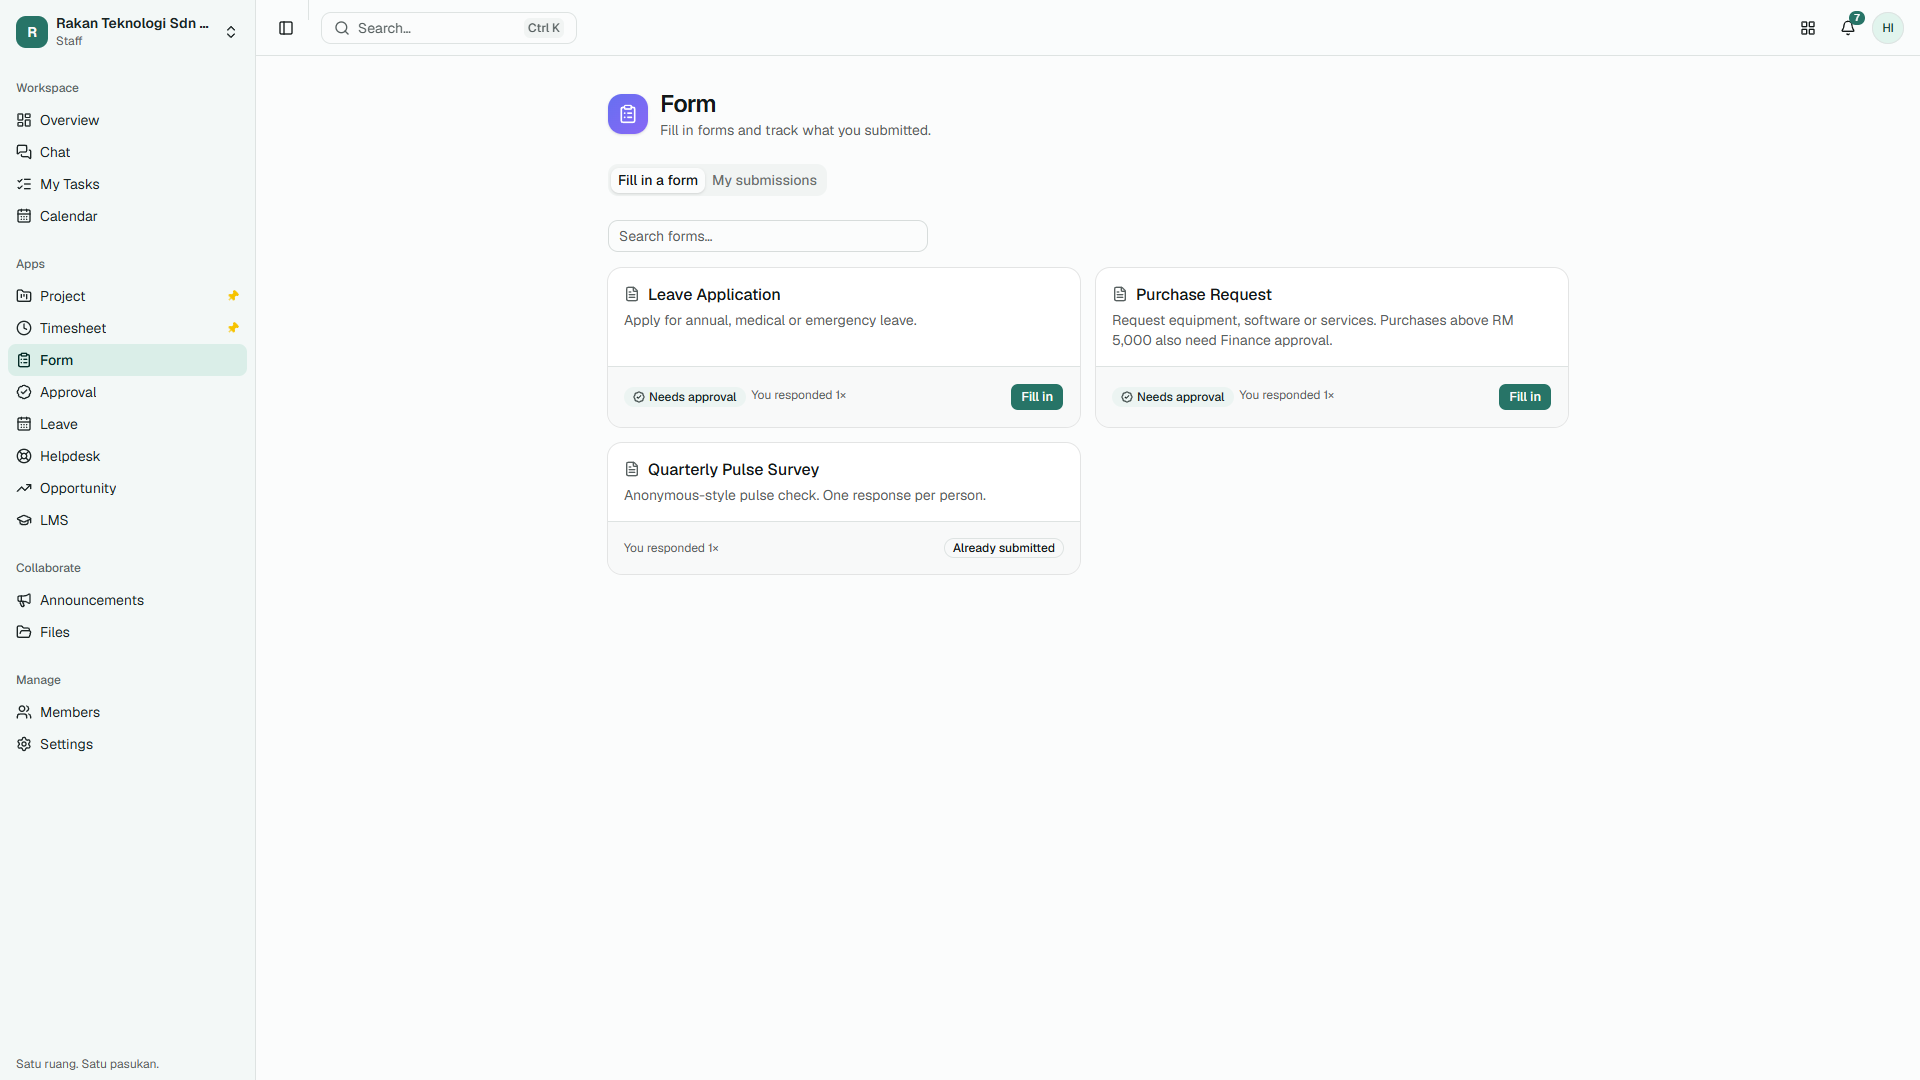 R
Rakan Teknologi Sdn ...
Staff
Search...
Ctrl K
7
HI
Workspace
Overview
Chat
My Tasks
Calendar
Apps
Project
Timesheet
Form
Approval
Leave
Helpdesk
Opportunity
LMS
Collaborate
Announcements
Files
Manage
Members
Settings
Satu ruang. Satu pasukan.
Form
Fill in forms and track what you submitted.
Fill in a form
My submissions
Search forms...
Leave Application
Apply for annual, medical or emergency leave.
Needs approval
You responded 1×
Fill in
Purchase Request
Request equipment, software or services. Purchases above RM
5,000 also need Finance approval.
Needs approval
You responded 1×
Fill in
Quarterly Pulse Survey
Anonymous-style pulse check. One response per person.
You responded 1×
Already submitted